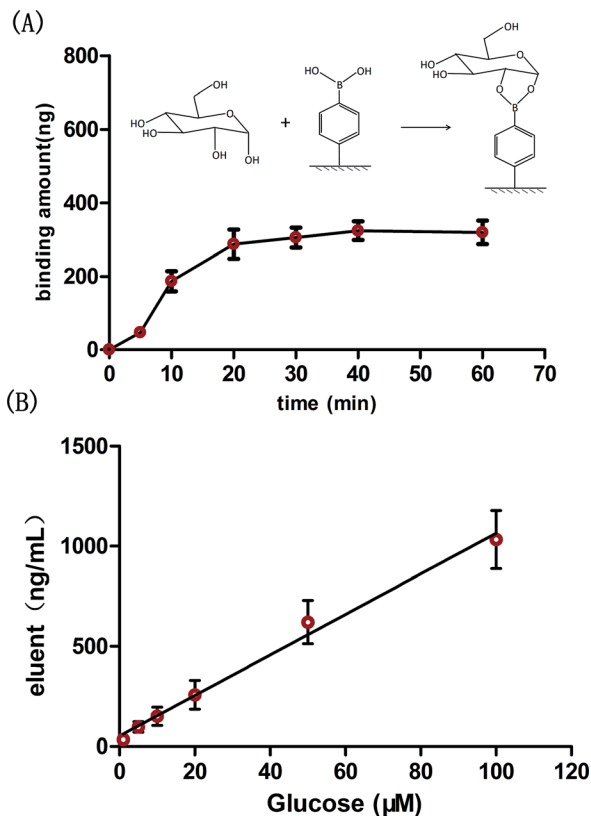 (A)
binding amount(ng)
800
600
400
200
0
0 10 20 30 40 50 60 70
time (min)
OH
HO
HO
O
OH
OH
+
HO
OH
B
OH
HO
HO
O
O
O
B
(B)
eluent（ng/mL）
1500
1000
500
0
0 20 40 60 80 100 120
Glucose (µM)